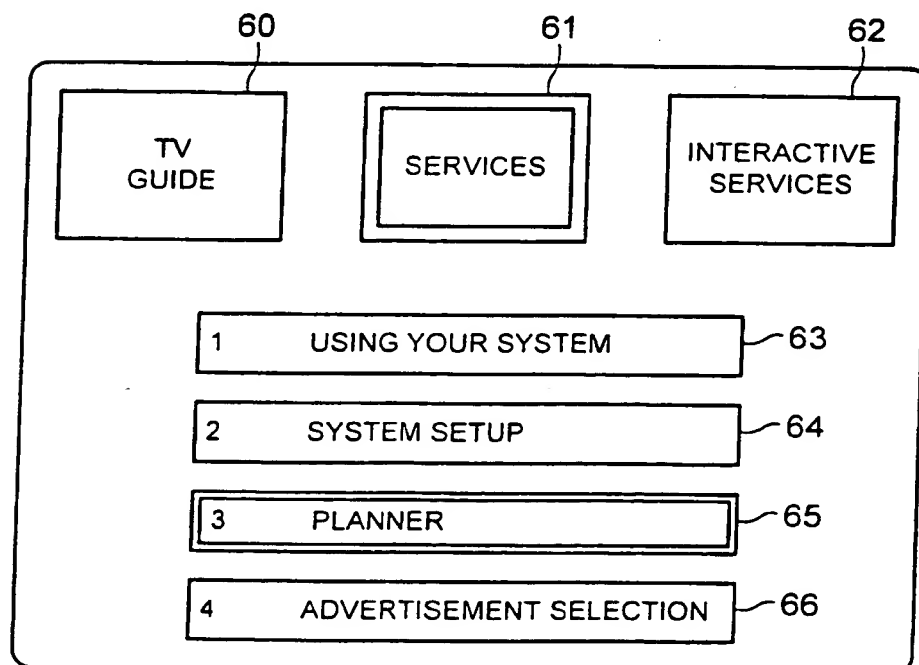 60
61
62
TV
GUIDE
SERVICES
INTERACTIVE
SERVICES
1 USING YOUR SYSTEM
63
2 SYSTEM SETUP
64
3 PLANNER
65
4 ADVERTISEMENT SELECTION
66